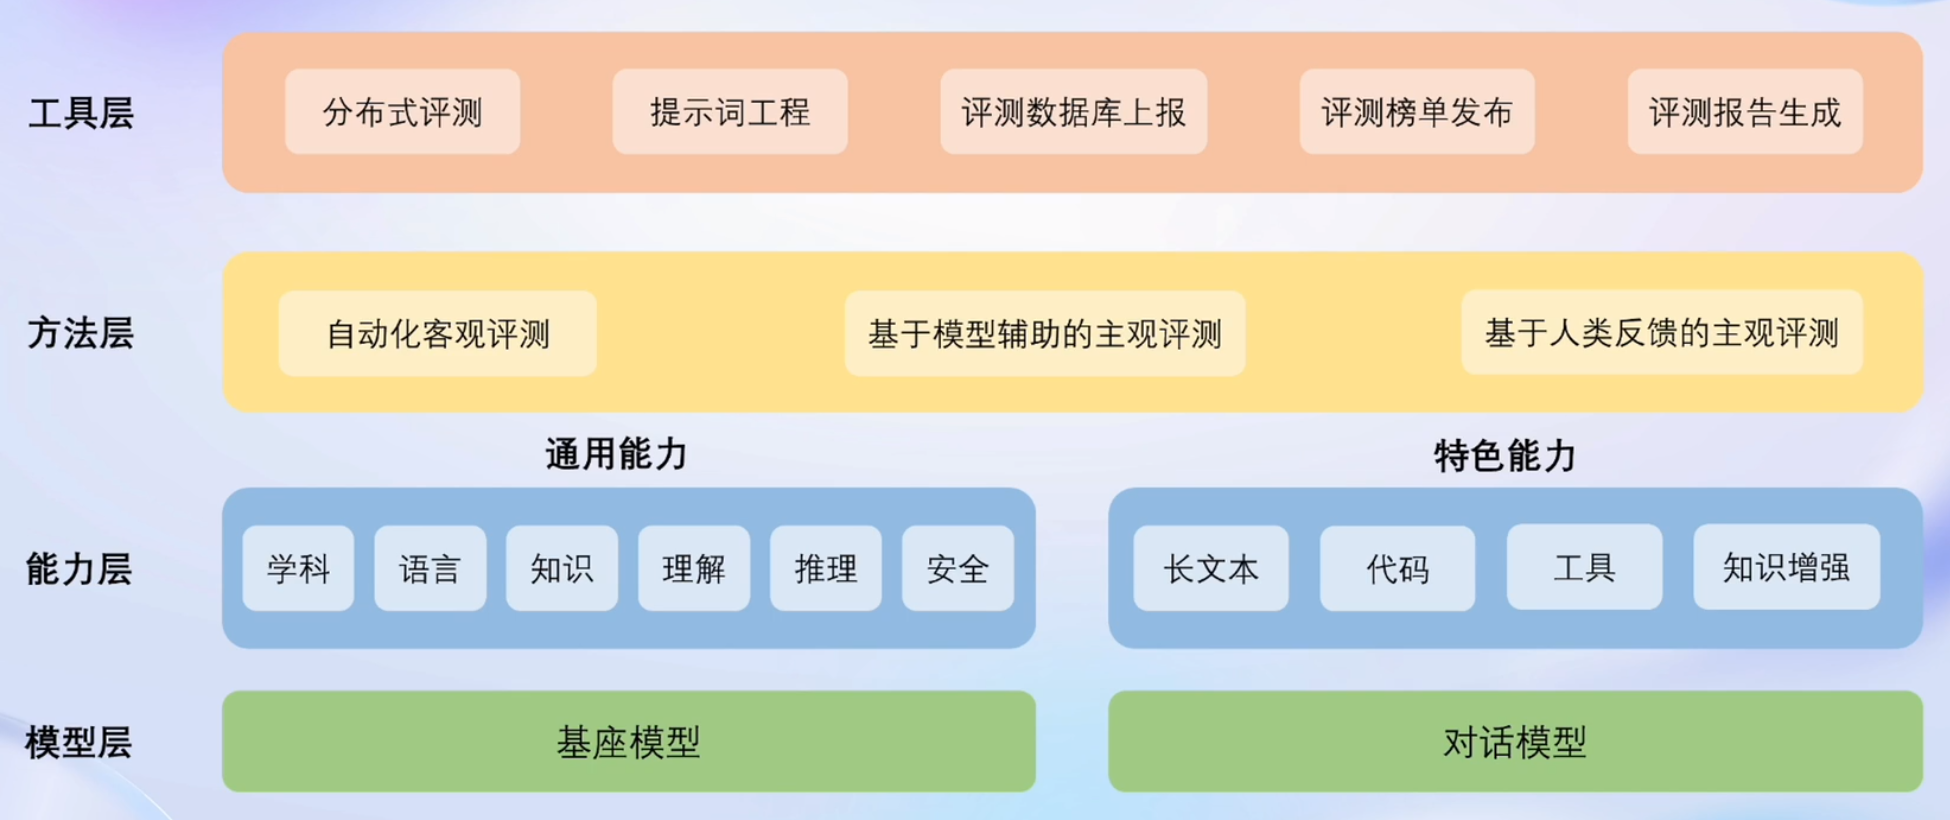 工具层
分布式评测
提示词工程
评测数据库上报
评测榜单发布
评测报告生成
方法层
自动化客观评测
基于模型辅助的主观评测
基于人类反馈的主观评测
通用能力
特色能力
能力层
学科
语言
知识
理解
推理
安全
长文本
代码
工具
知识增强
模型层
基座模型
对话模型